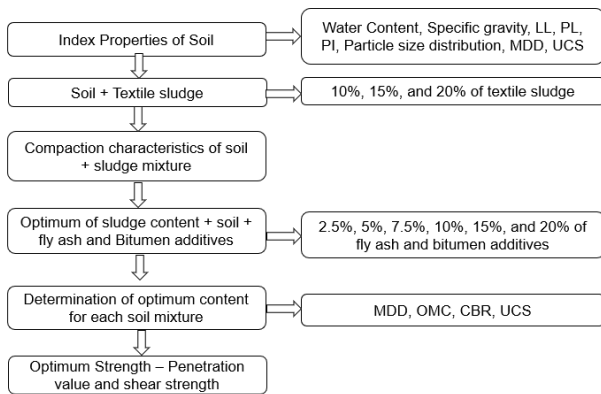 Index Properties of Soil
Water Content, Specific gravity, LL, PL,
PI, Particle size distribution, MDD, UCS
Soil + Textile sludge
10%, 15%, and 20% of textile sludge
Compaction characteristics of soil
+ sludge mixture
Optimum of sludge content + soil +
fly ash and Bitumen additives
2.5%, 5%, 7.5%, 10%, 15%, and 20% of
fly ash and bitumen additives
Determination of optimum content
for each soil mixture
MDD, OMC, CBR, UCS
Optimum Strength – Penetration
value and shear strength